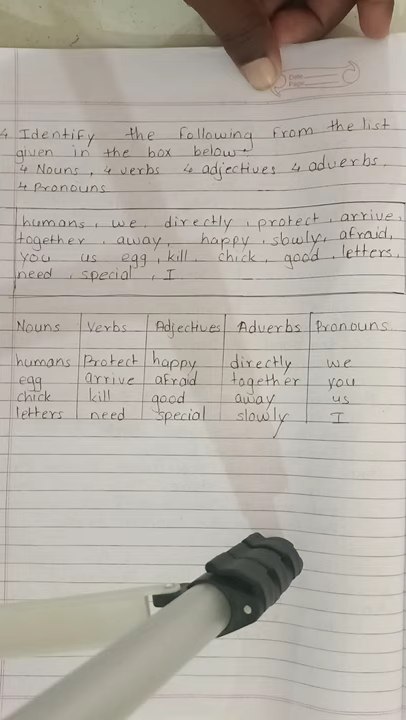 Date
Page
4 Identify the following from the list
given in the box below:-
4 Nouns, 4 verbs 4 adjectives 4 adverbs.
4 Pronouns
humans, we, directly, protect, arrive,
together, away, happy, slowly, afraid,
you us egg, kill, chick, good, letters,
need, special, I
Nouns Verbs Adjectives Adverbs Pronouns
humans Protect happy directly we
egg arrive afraid together you
chick kill good away us
letters need special slowly I